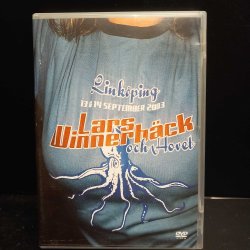 Linköping
13 & 14 SEPTEMBER 2003
Lars
Winnerbäck
och Hovet
DVD